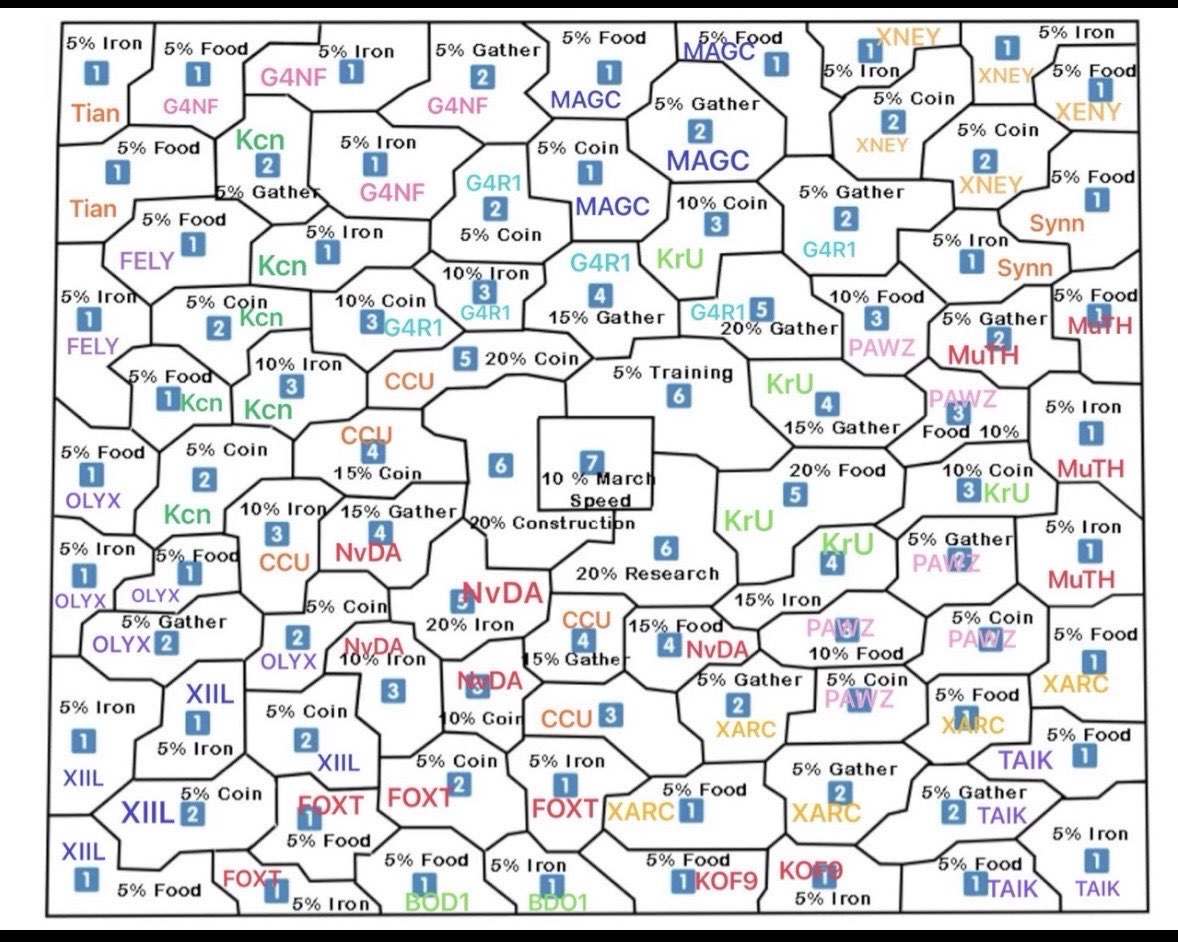 5% Iron
1
Tian
5% Food
1
G4NF
5% Iron
G4NF 1
5% Gather
2
G4NF
5% Food
1
MAGC
5% Food
MAGC 1
XNEY
1
5% Iron
1
XNEY
5% Iron
5% Food
1
XENY
5% Food
1
Tian
Kcn
2
5% Gather
5% Iron
1
G4NF
G4R1
2
5% Coin
5% Coin
1
MAGC
5% Gather
2
MAGC
5% Coin
2
XNEY
5% Coin
2
XNEY
5% Food
1
Synn
5% Food
1
FELY
5% Iron
1
Kcn
10% Coin
3
KrU
5% Gather
2
G4R1
5% Iron
1 Synn
5% Iron
1
FELY
5% Coin
2 Kcn
10% Coin
3 G4R1
10% Iron
3
G4R1
G4R1
4
15% Gather
G4R1 5
20% Gather
10% Food
3
PAWZ
5% Gather
2
MuTH
5% Food
1
MuTH
5% Food
1 Kcn
10% Iron
3
Kcn
5 20% Coin
CCU
5% Training
6
KrU
4
15% Gather
PAWZ
3
Food 10%
5% Iron
1
MuTH
5% Food
1
OLYX
5% Coin
2
Kcn
CCU
4
15% Coin
6
20% Construction
7
10 % March
Speed
20% Food
5
KrU
10% Coin
3 KrU
10% Iron
3
CCU
15% Gather
4
NvDA
6
20% Research
KrU
4
15% Iron
5% Gather
2
PAWZ
5% Iron
1
MuTH
5% Iron
1
OLYX
5% Food
1
OLYX
NvDA
5
20% Iron
5% Gather
OLYX 2
5% Coin
2
OLYX
CCU
4
15% Gather
15% Food
4 NvDA
PAWZ
10% Food
5% Coin
PAWZ
5% Food
1
XARC
NvDA
10% Iron
3
NvDA
10% Coin
5% Gather
2
XARC
5% Coin
PAWZ
5% Food
XARC
5% Iron
1
XIIL
XIIL
1
5% Iron
5% Coin
2
XIIL
CCU 3
5% Food
TAIK 1
5% Coin
XIIL 2
FOXT
1
5% Food
5% Coin
FOXT 2
5% Iron
1
FOXT
5% Food
XARC 1
5% Gather
2
XARC
5% Gather
2 TAIK
5% Iron
1
TAIK
XIIL
1
5% Food
FOXT
1
5% Iron
5% Food
1
BOD1
5% Iron
1
BDO1
5% Food
1 KOF9
KOF9
1
5% Iron
5% Food
1 TAIK